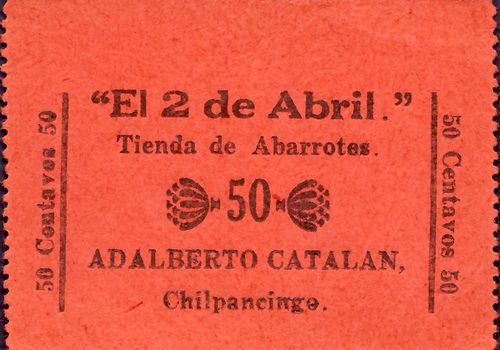 “El 2 de Abril.”
Tienda de Abarrotes.
50
ADALBERTO CATALAN,
Chilpancingo.
50 Centavos 50
50 Centavos 50